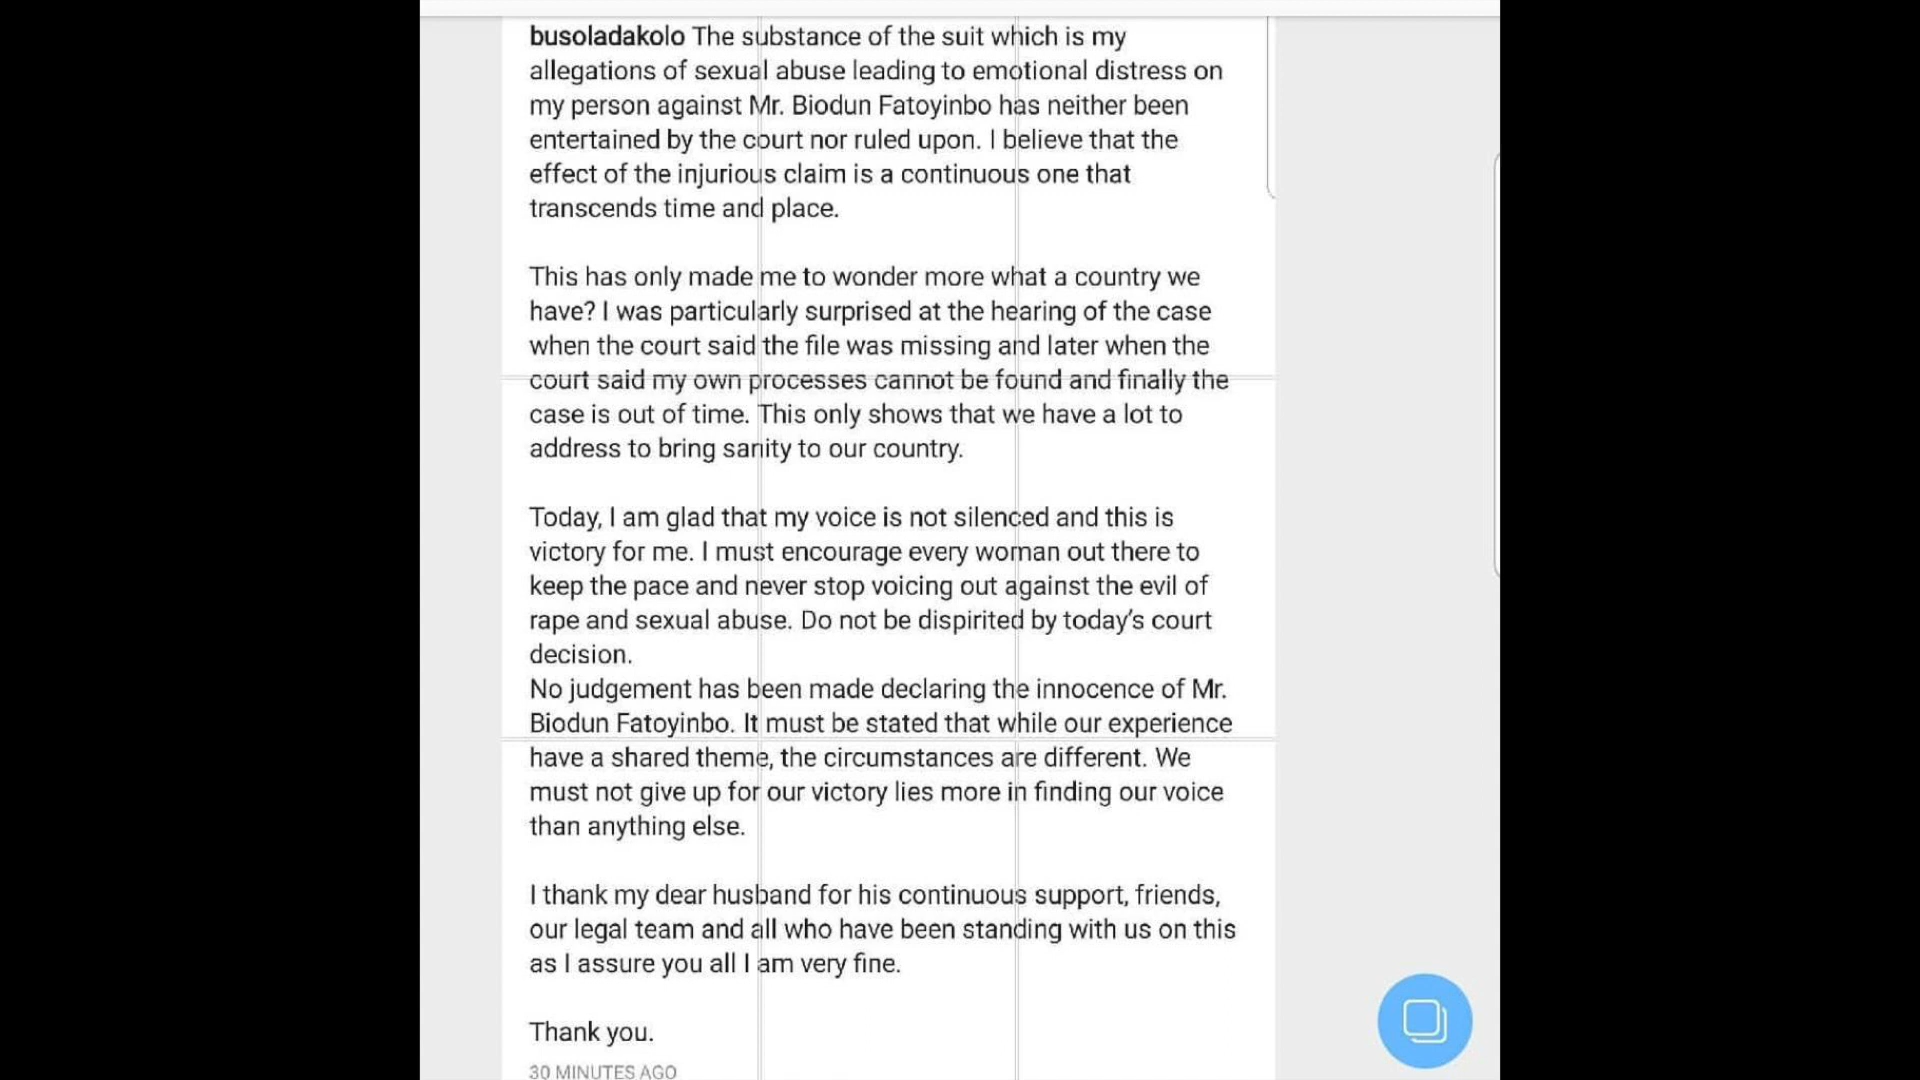 busoladakolo The substance of the suit which is my
allegations of sexual abuse leading to emotional distress on
my person against Mr. Biodun Fatoyinbo has neither been
entertained by the court nor ruled upon. I believe that the
effect of the injurious claim is a continuous one that
transcends time and place.
This has only made me to wonder more what a country we
have? I was particularly surprised at the hearing of the case
when the court said the file was missing and later when the
court said my own processes cannot be found and finally the
case is out of time. This only shows that we have a lot to
address to bring sanity to our country.
Today, I am glad that my voice is not silenced and this is
victory for me. I must encourage every woman out there to
keep the pace and never stop voicing out against the evil of
rape and sexual abuse. Do not be dispirited by today's court
decision.
No judgement has been made declaring the innocence of Mr.
Biodun Fatoyinbo. It must be stated that while our experience
have a shared theme, the circumstances are different. We
must not give up for our victory lies more in finding our voice
than anything else.
I thank my dear husband for his continuous support, friends,
our legal team and all who have been standing with us on this
as I assure you all I am very fine.
Thank you.
30 MINUTES AGO